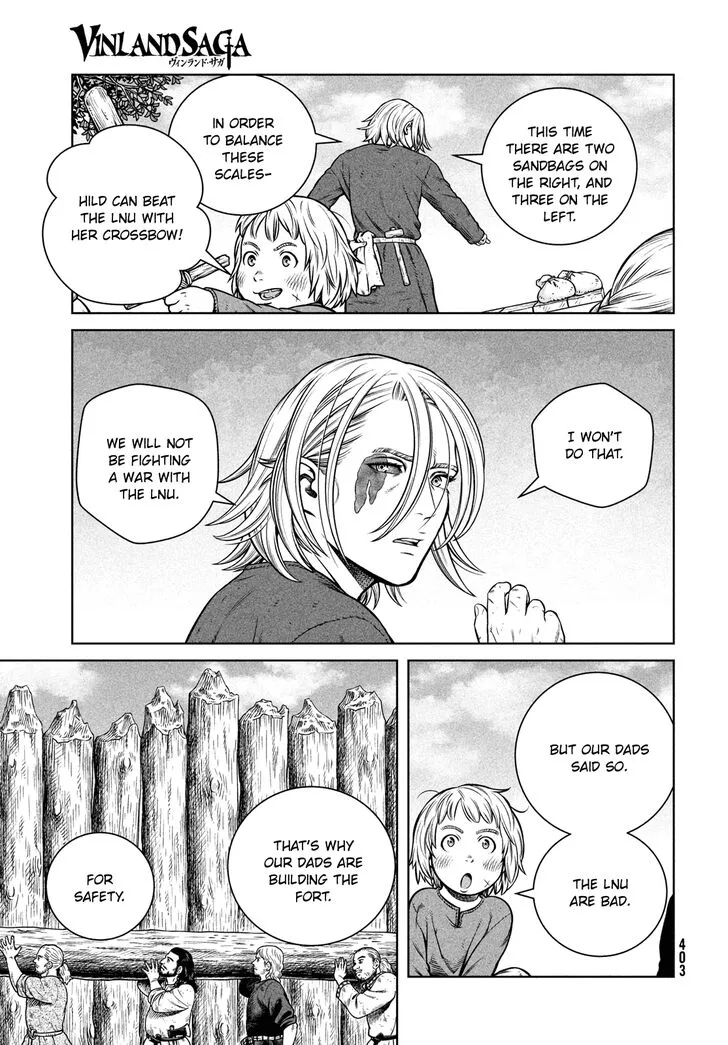 VINLAND SAGA
ヴィンランド・サガ
THIS TIME
THERE ARE TWO
SANDBAGS ON
THE RIGHT, AND
THREE ON THE
LEFT.
IN ORDER
TO BALANCE
THESE
SCALES-
HILD CAN BEAT
THE LNU WITH
HER CROSSBOW!
I WON'T
DO THAT.
WE WILL NOT
BE FIGHTING
A WAR WITH
THE LNU.
BUT OUR DADS
SAID SO.
THE LNU
ARE BAD.
THAT'S WHY
OUR DADS ARE
BUILDING THE
FORT.
FOR
SAFETY.
403